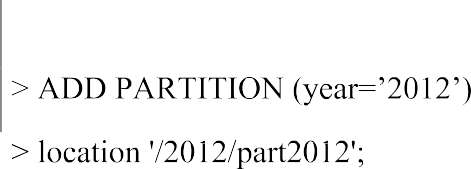 > ADD PARTITION (year=’2012’)
> location '/2012/part2012';